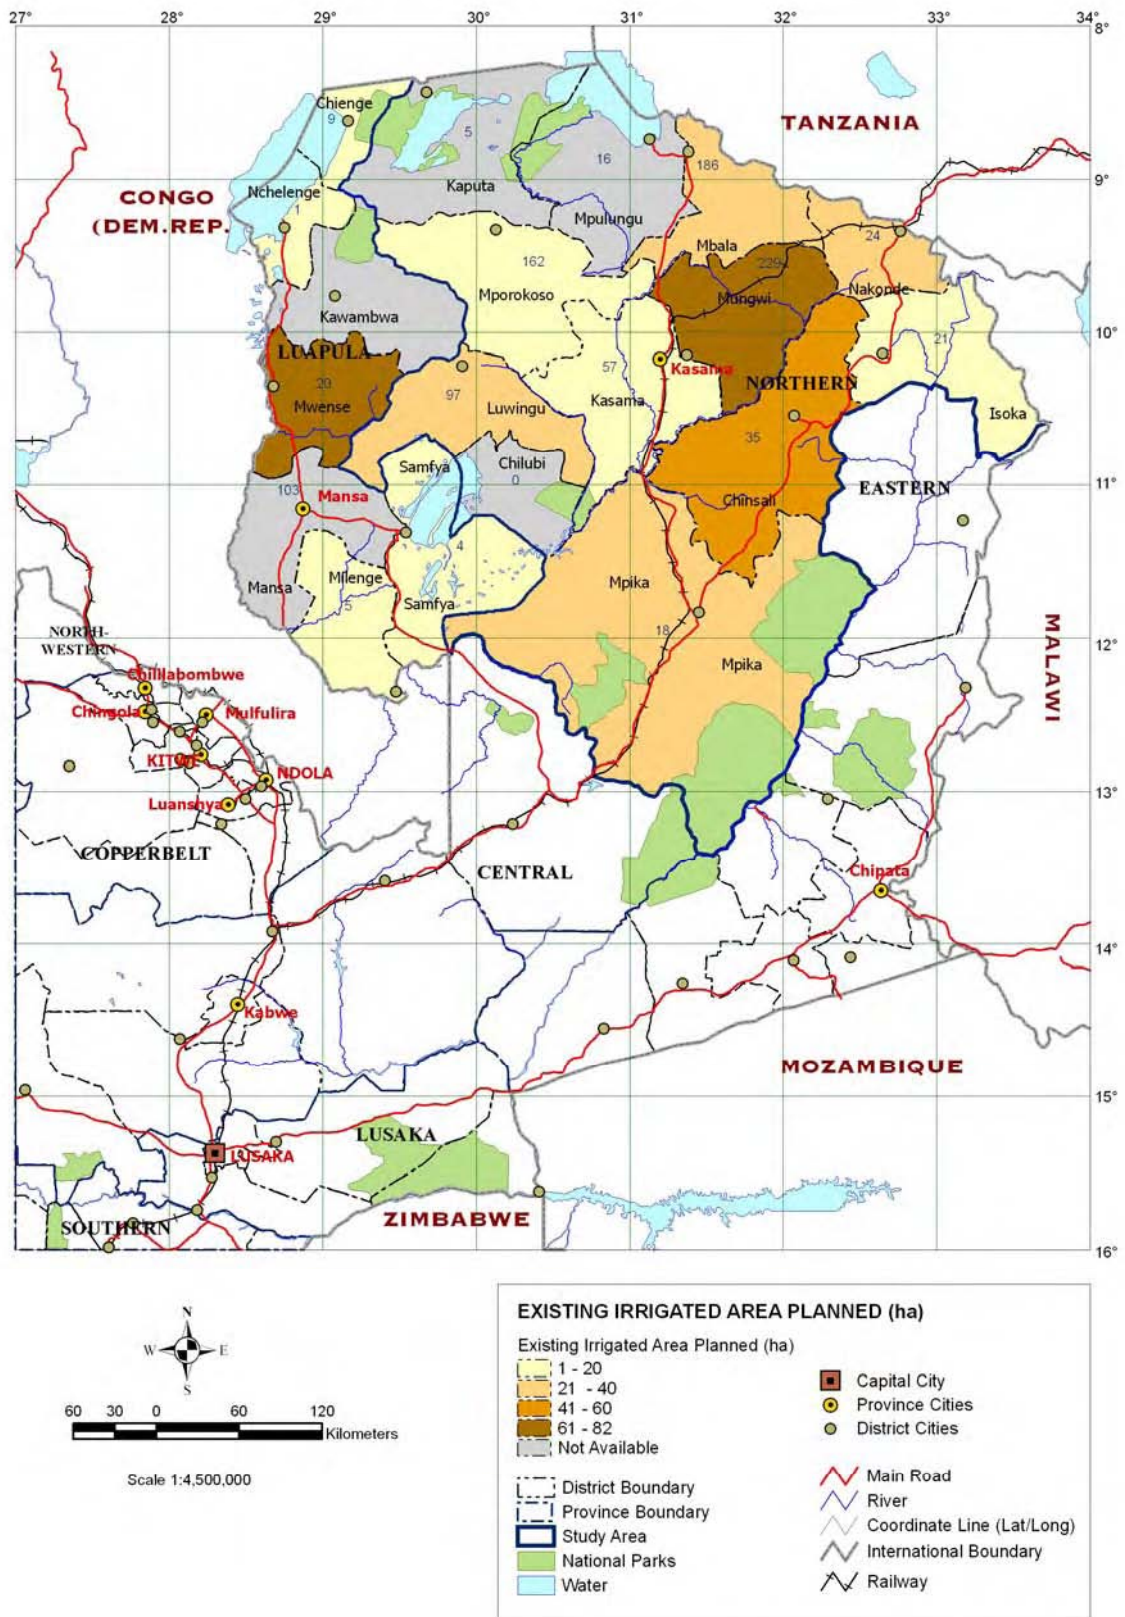 27° 28° 29° 30° 31° 32° 33° 34°
8°
Chienge
9
5
TANZANIA
16
186
9°
CONGO
(DEM.REP.
Nchelenge
Kaputa
1
Mpulungu
24
Mbala
162
229
Mporokoso
Mungwi
Nakonde
Kawambwa
10°
21
LUAPULA
57
Kasama
NORTHERN
20
97
Mwense
Luwingu
Kasama
Isoka
35
Samfya
Chilubi
0
EASTERN
103
Mansa
11°
Chinsali
4
Milenge
Mpika
Mansa
5
Samfya
18
NORTH-
WESTERN
12°
MALAWI
Mpika
Chililabombwe
Chingola
Mulfulira
KITWE
NDOLA
Luanshya
13°
COPPERBELT
CENTRAL
Chipata
14°
Kabwe
MOZAMBIQUE
15°
LUSAKA
LUSAKA
ZIMBABWE
SOUTHERN
16°
N
W E
S
60 30 0 60 120
Kilometers
Scale 1:4,500,000
EXISTING IRRIGATED AREA PLANNED (ha)
Existing Irrigated Area Planned (ha)
1 - 20
21 - 40
41 - 60
61 - 82
Not Available
District Boundary
Province Boundary
Study Area
National Parks
Water
Capital City
Province Cities
District Cities
Main Road
River
Coordinate Line (Lat/Long)
International Boundary
Railway